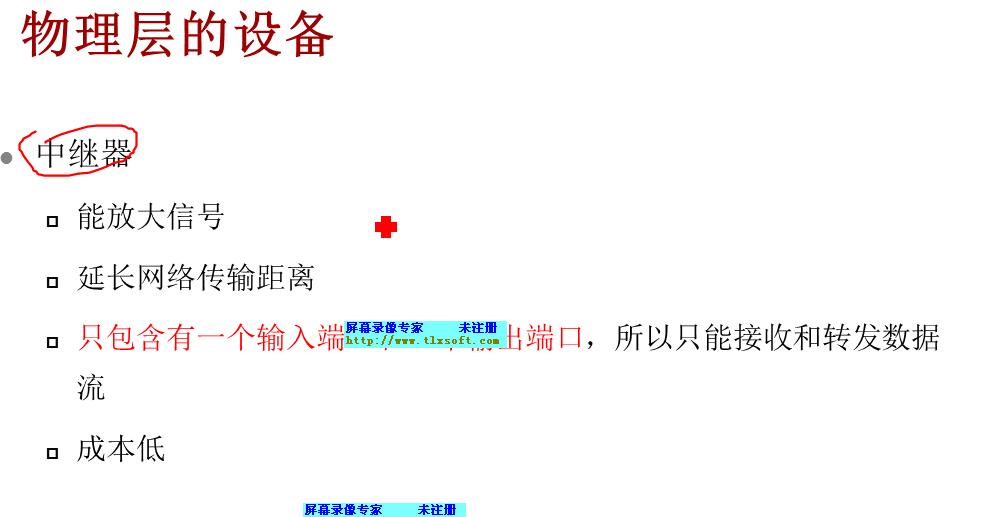 物理层的设备
中继器
能放大信号
延长网络传输距离
只包含有一个输入端 输出端口，所以只能接收和转发数据
屏幕录像专家 未注册
http://www.tlxsoft.com
流
成本低
屏幕录像专家 未注册